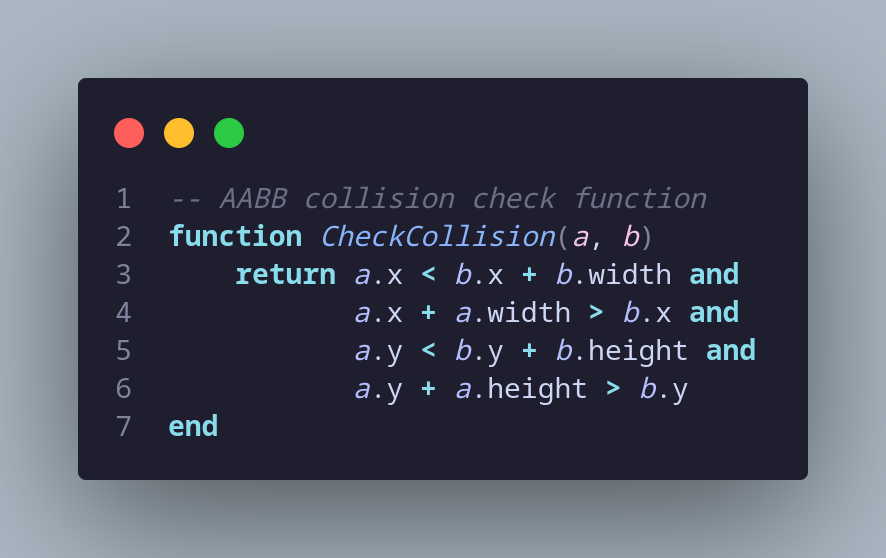 1 -- AABB collision check function
2 function CheckCollision(a, b)
3     return a.x < b.x + b.width and
4            a.x + a.width > b.x and
5            a.y < b.y + b.height and
6            a.y + a.height > b.y
7 end